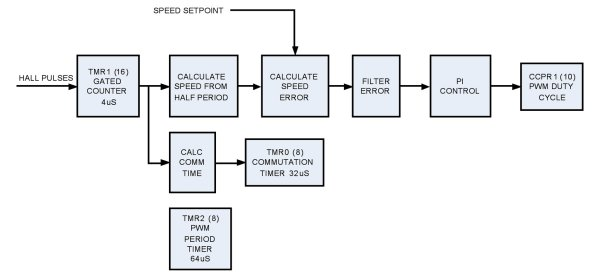 SPEED SETPOINT
HALL PULSES
TMR1 (16)
GATED
COUNTER
4uS
CALCULATE
SPEED FROM
HALF PERIOD
CALCULATE
SPEED
ERROR
FILTER
ERROR
PI
CONTROL
CCPR1 (10)
PWM DUTY
CYCLE
CALC
COMM
TIME
TMR0 (8)
COMMUTATION
TIMER 32uS
TMR2 (8)
PWM
PERIOD
TIMER
64uS